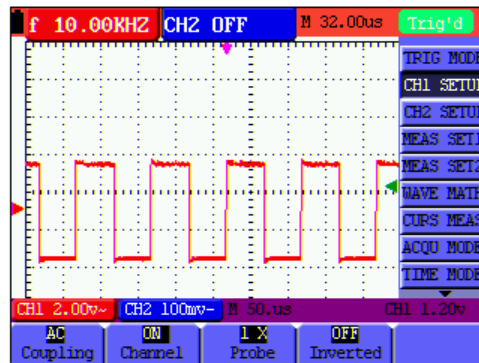 f 10.00KHZ CH2 OFF M 32.00us Trig'd
TRIG MODE
CH1 SETUP
CH2 SETUP
MEAS SET1
MEAS SET2
WAVE MATH
CURS MEAS
ACQU MODE
TIME MODE
CH1 2.00v~ CH2 100mv− M 50.us CH1 1.20v
AC ON 1 X OFF
Coupling Channel Probe Inverted